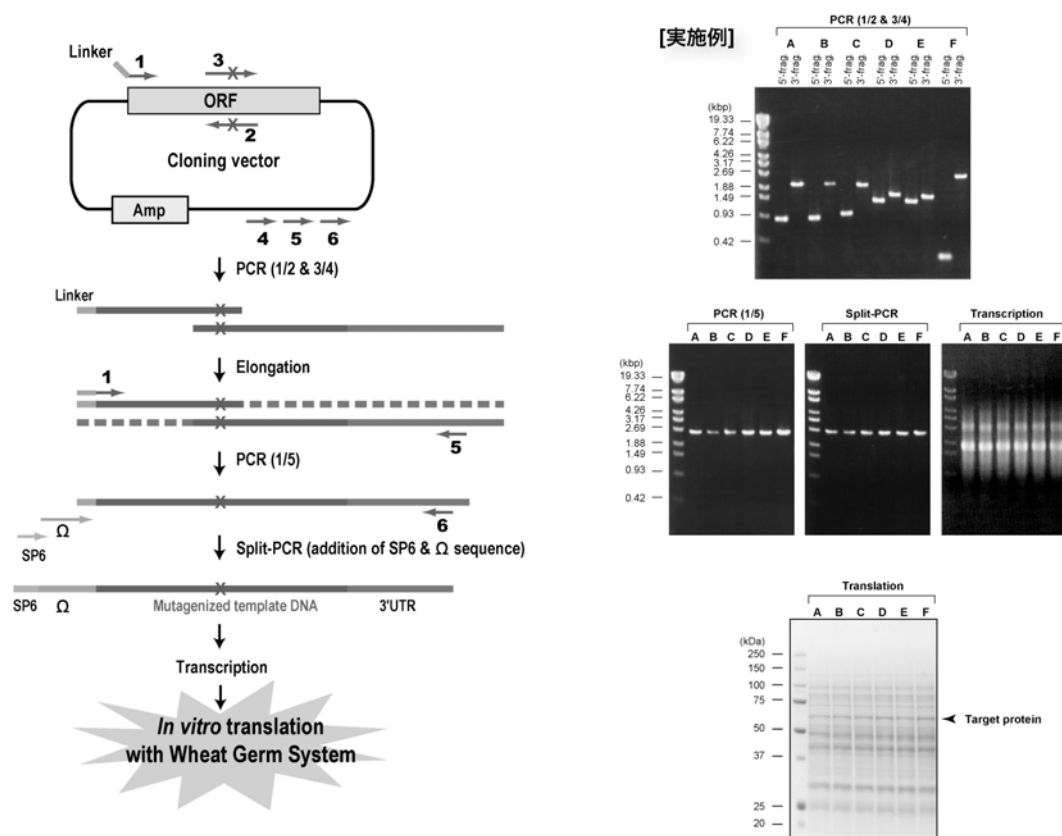 Linker
1
3
ORF
2
Cloning vector
Amp
4 5 6
PCR (1/2 & 3/4)
Linker
Elongation
1
5
PCR (1/5)
6
Ω
SP6
Split-PCR (addition of SP6 & Ω sequence)
SP6 Ω Mutagenized template DNA 3'UTR
Transcription
In vitro translation
with Wheat Germ System
[実施例]
PCR (1/2 & 3/4)
A B C D E F
5'-frag. 3'-frag. 5'-frag. 3'-frag. 5'-frag. 3'-frag. 5'-frag. 3'-frag. 5'-frag. 3'-frag. 5'-frag. 3'-frag.
(kbp)
19.33
7.74
6.22
4.26
3.17
2.69
1.88
1.49
0.93
0.42
PCR (1/5) Split-PCR Transcription
A B C D E F A B C D E F A B C D E F
(kbp)
19.33
7.74
6.22
4.26
3.17
2.69
1.88
1.49
0.93
0.42
Translation
A B C D E F
(kDa)
250
150
100
75
50
37
25
20
Target protein